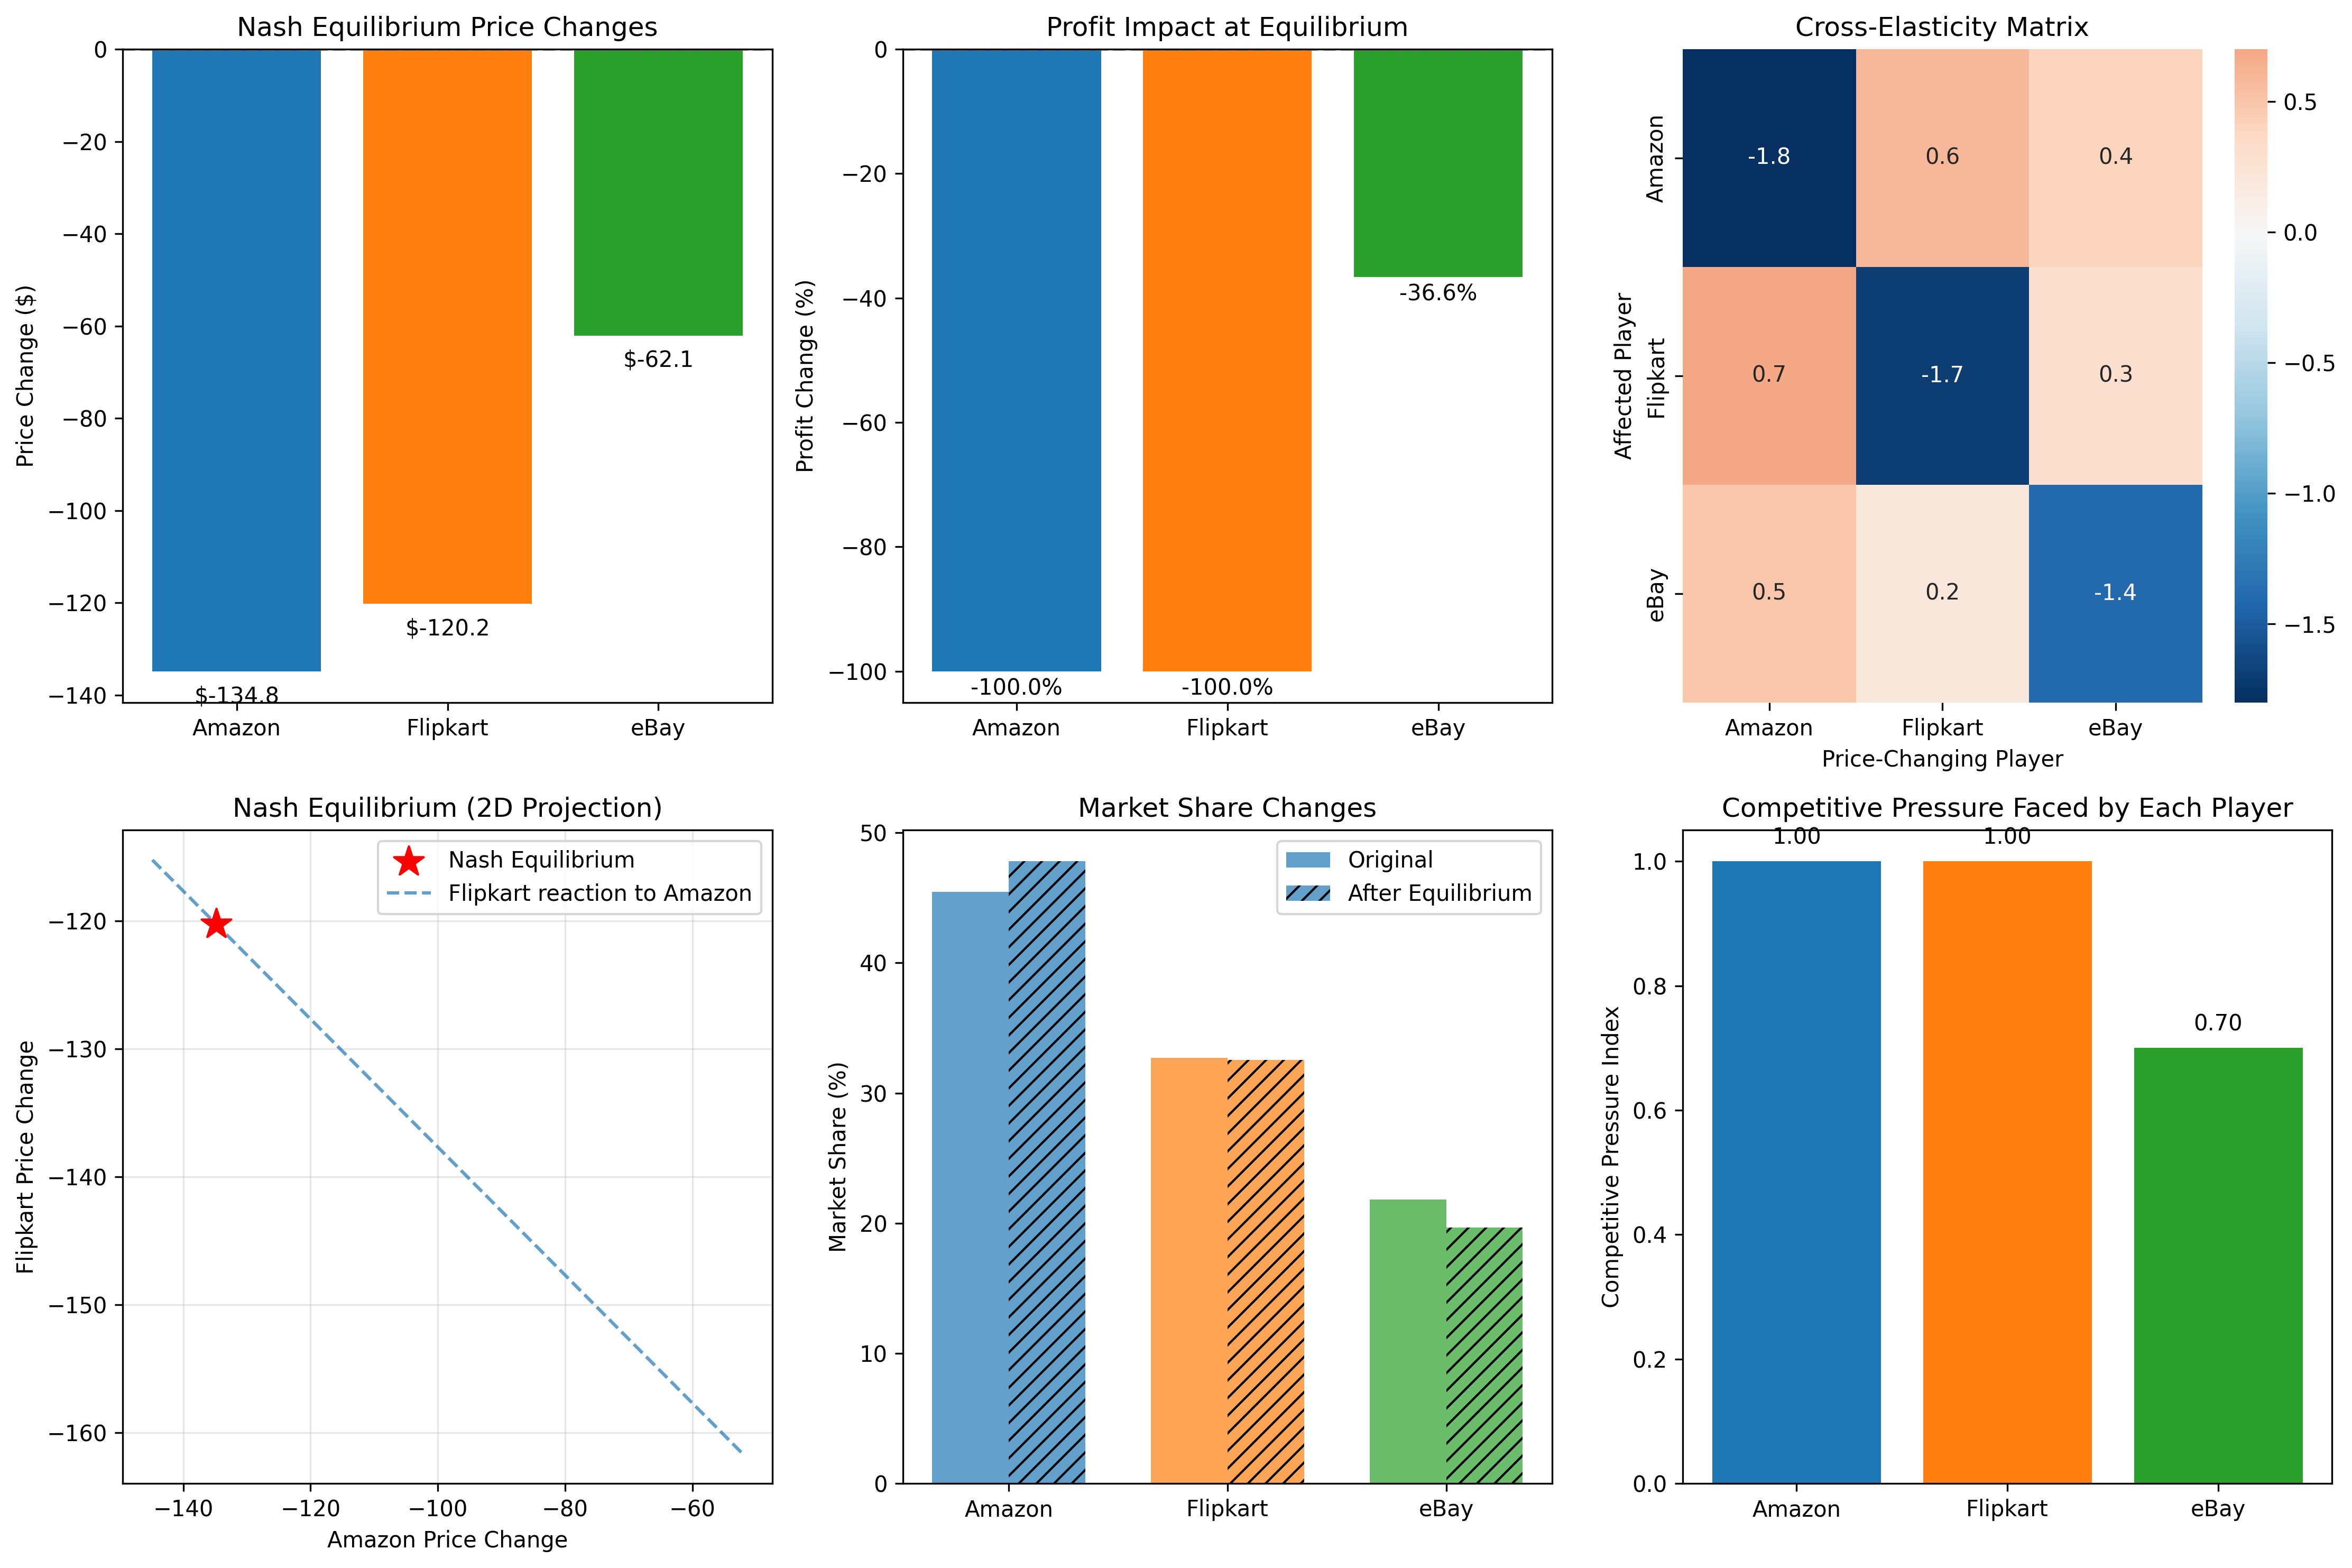 Nash Equilibrium Price Changes
Price Change ($)
0
−20
−40
−60
−80
−100
−120
−140
$-134.8
$-120.2
$-62.1
Amazon
Flipkart
eBay
Profit Impact at Equilibrium
Profit Change (%)
0
−20
−40
−60
−80
−100
-100.0%
-100.0%
-36.6%
Amazon
Flipkart
eBay
Cross-Elasticity Matrix
Affected Player
Amazon
Flipkart
eBay
-1.8
0.6
0.4
0.7
-1.7
0.3
0.5
0.2
-1.4
Amazon
Flipkart
eBay
Price-Changing Player
0.5
0.0
−0.5
−1.0
−1.5
Nash Equilibrium (2D Projection)
Flipkart Price Change
−120
−130
−140
−150
−160
Nash Equilibrium
Flipkart reaction to Amazon
−140
−120
−100
−80
−60
Amazon Price Change
Market Share Changes
Market Share (%)
50
40
30
20
10
0
Original
After Equilibrium
Amazon
Flipkart
eBay
Competitive Pressure Faced by Each Player
Competitive Pressure Index
1.0
0.8
0.6
0.4
0.2
0.0
1.00
1.00
0.70
Amazon
Flipkart
eBay